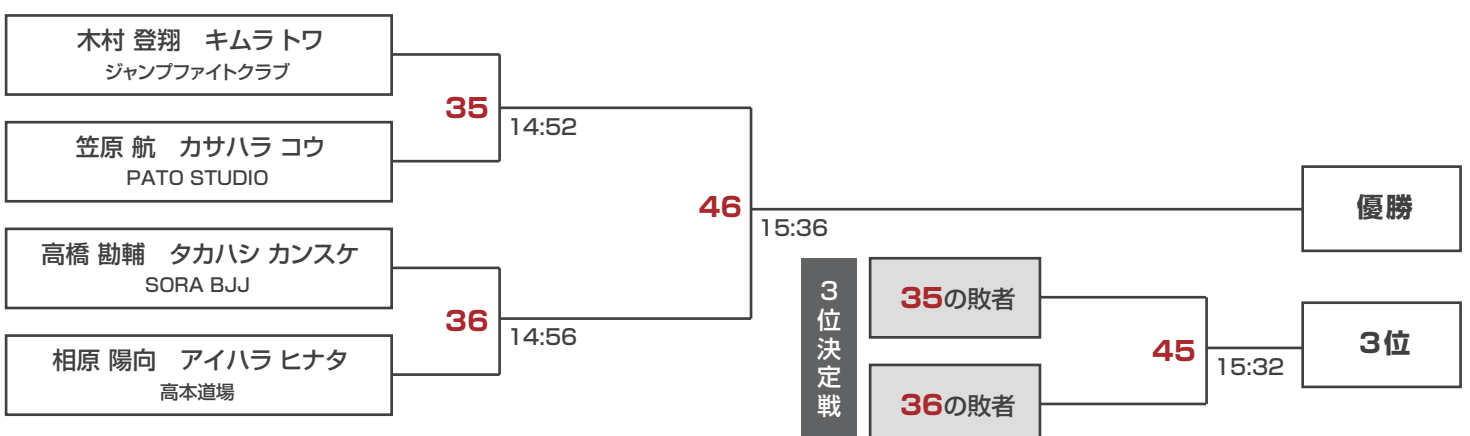 木村 登翔　キムラ トワ
ジャンプファイトクラブ
35
14:52
笠原 航　カサハラ コウ
PATO STUDIO
46
15:36
優勝
高橋 勘輔　タカハシ カンスケ
SORA BJJ
36
14:56
相原 陽向　アイハラ ヒナタ
高本道場
3位決定戦
35の敗者
36の敗者
45
15:32
3位